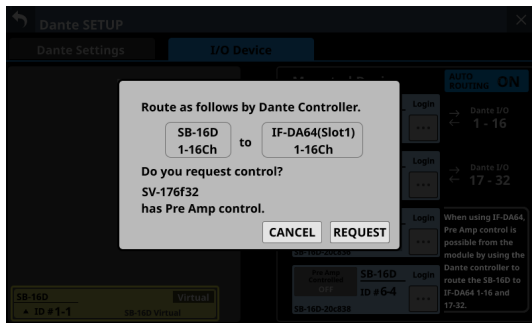 Dante SETUP
Dante Settings
I/O Device
AUTO
ROUTING ON
Login
Dante I/O
1 - 16
Login
Dante I/O
17 - 32
Route as follows by Dante Controller.
SB-16D
1-16Ch
to
IF-DA64(Slot1)
1-16Ch
Do you request control?
SV-176f32
has Pre Amp control.
CANCEL
REQUEST
Login
When using IF-DA64,
Pre Amp control is
possible from the
module by using the
Dante controller to
route the SB-16D to
IF-DA64 1-16 and
17-32.
SB-16D-20c838
Pre Amp
Controller
OFF
SB-16D
ID #6-4
Login
SB-16D-20c838
SB-16D
Virtual
ID #1-1
SB-16D Virtual